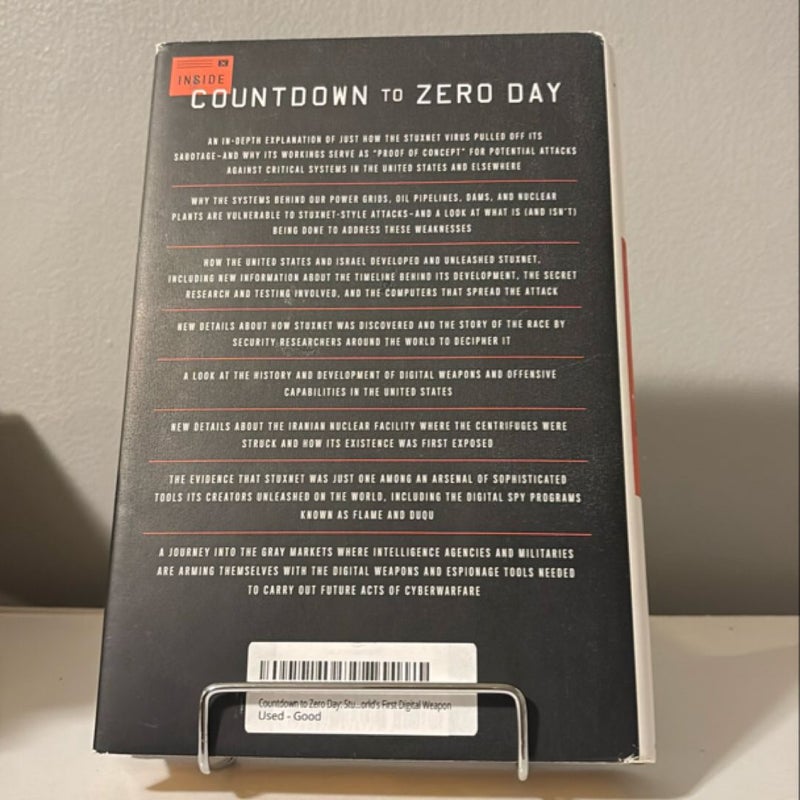 INSIDE
COUNTDOWN TO ZERO DAY
AN IN-DEPTH EXPLANATION OF JUST HOW THE STUXNET VIRUS PULLED OFF ITS
SABOTAGE–AND WHY ITS WORKINGS SERVE AS "PROOF OF CONCEPT" FOR POTENTIAL ATTACKS
AGAINST CRITICAL SYSTEMS IN THE UNITED STATES AND ELSEWHERE
WHY THE SYSTEMS BEHIND OUR POWER GRIDS, OIL PIPELINES, DAMS, AND NUCLEAR
PLANTS ARE VULNERABLE TO STUXNET-STYLE ATTACKS–AND A LOOK AT WHAT IS (AND ISN'T)
BEING DONE TO ADDRESS THESE WEAKNESSES
HOW THE UNITED STATES AND ISRAEL DEVELOPED AND UNLEASHED STUXNET,
INCLUDING NEW INFORMATION ABOUT THE TIMELINE BEHIND ITS DEVELOPMENT, THE SECRET
RESEARCH AND TESTING INVOLVED, AND THE COMPUTERS THAT SPREAD THE ATTACK
NEW DETAILS ABOUT HOW STUXNET WAS DISCOVERED AND THE STORY OF THE RACE BY
SECURITY RESEARCHERS AROUND THE WORLD TO DECIPHER IT
A LOOK AT THE HISTORY AND DEVELOPMENT OF DIGITAL WEAPONS AND OFFENSIVE
CAPABILITIES IN THE UNITED STATES
NEW DETAILS ABOUT THE IRANIAN NUCLEAR FACILITY WHERE THE CENTRIFUGES WERE
STRUCK AND HOW ITS EXISTENCE WAS FIRST EXPOSED
THE EVIDENCE THAT STUXNET WAS JUST ONE AMONG AN ARSENAL OF SOPHISTICATED
TOOLS ITS CREATORS UNLEASHED ON THE WORLD, INCLUDING THE DIGITAL SPY PROGRAMS
KNOWN AS FLAME AND DUQU
A JOURNEY INTO THE GRAY MARKETS WHERE INTELLIGENCE AGENCIES AND MILITARIES
ARE ARMING THEMSELVES WITH THE DIGITAL WEAPONS AND ESPIONAGE TOOLS NEEDED
TO CARRY OUT FUTURE ACTS OF CYBERWARFARE
Countdown to Zero Day: Stu...orld's First Digital Weapon
Used - Good